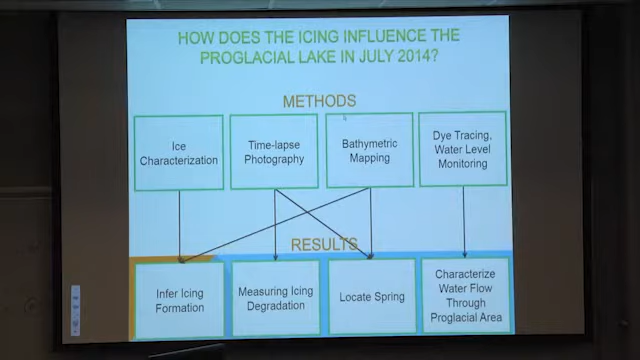 HOW DOES THE ICING INFLUENCE THE
PROGLACIAL LAKE IN JULY 2014?
METHODS
Ice
Characterization
Time-lapse
Photography
Bathymetric
Mapping
Dye Tracing,
Water Level
Monitoring
RESULTS
Infer Icing
Formation
Measuring Icing
Degradation
Locate Spring
Characterize
Water Flow
Through
Proglacial Area